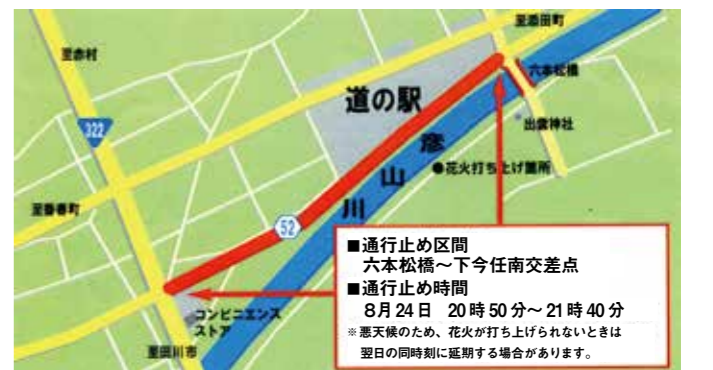 至添田町
至赤村
六本松橋
道の駅
322
出雲神社
彦山川
●花火打ち上げ箇所
至香春町
52
■通行止め区間
六本松橋～下今任南交差点
■通行止め時間
8月24日 20時50分～21時40分
※悪天候のため、花火が打ち上げられないときは
翌日の同時刻に延期する場合があります。
コンビニエンス
ストア
至田川市